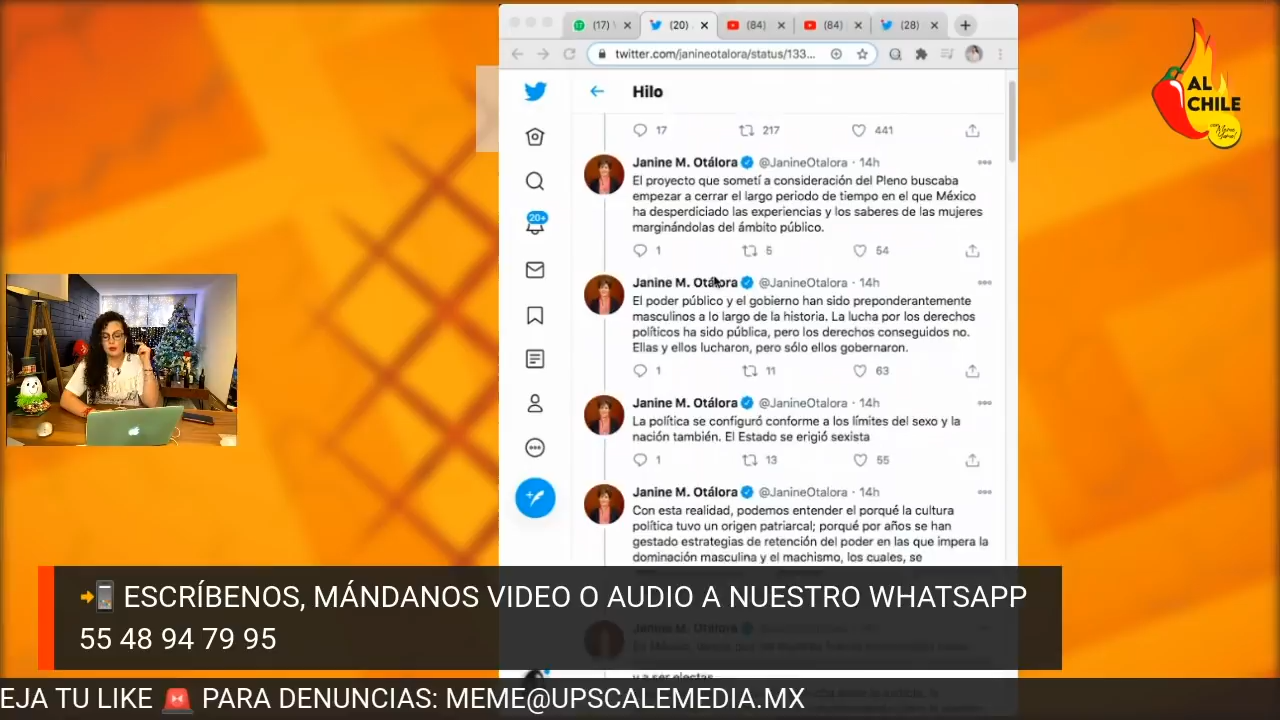 (17)
(20)
(84)
(84)
(28)
twitter.com/janineotalora/status/133...
AL
CHILE
Hilo
17 217 441
Janine M. Otálora @JanineOtalora · 14h
El proyecto que sometí a consideración del Pleno buscaba
empezar a cerrar el largo periodo de tiempo en el que México
ha desperdiciado las experiencias y los saberes de las mujeres
marginándolas del ámbito público.
1 5 54
20+
Janine M. Otálora @JanineOtalora · 14h
El poder público y el gobierno han sido preponderantemente
masculinos a lo largo de la historia. La lucha por los derechos
políticos ha sido pública, pero los derechos conseguidos no.
Ellas y ellos lucharon, pero sólo ellos gobernaron.
1 11 63
Janine M. Otálora @JanineOtalora · 14h
La política se configuró conforme a los límites del sexo y la
nación también. El Estado se erigió sexista
1 13 55
Janine M. Otálora @JanineOtalora · 14h
Con esta realidad, podemos entender el porqué la cultura
política tuvo un origen patriarcal; porqué por años se han
gestado estrategias de retención del poder en las que impera la
dominación masculina y el machismo, los cuales, se
ESCRÍBENOS, MÁNDANOS VIDEO O AUDIO A NUESTRO WHATSAPP
55 48 94 79 95
Janine M. Otálora
y a ser electas
EJA TU LIKE 🚨 PARA DENUNCIAS: MEME@UPSCALEMEDIA.MX